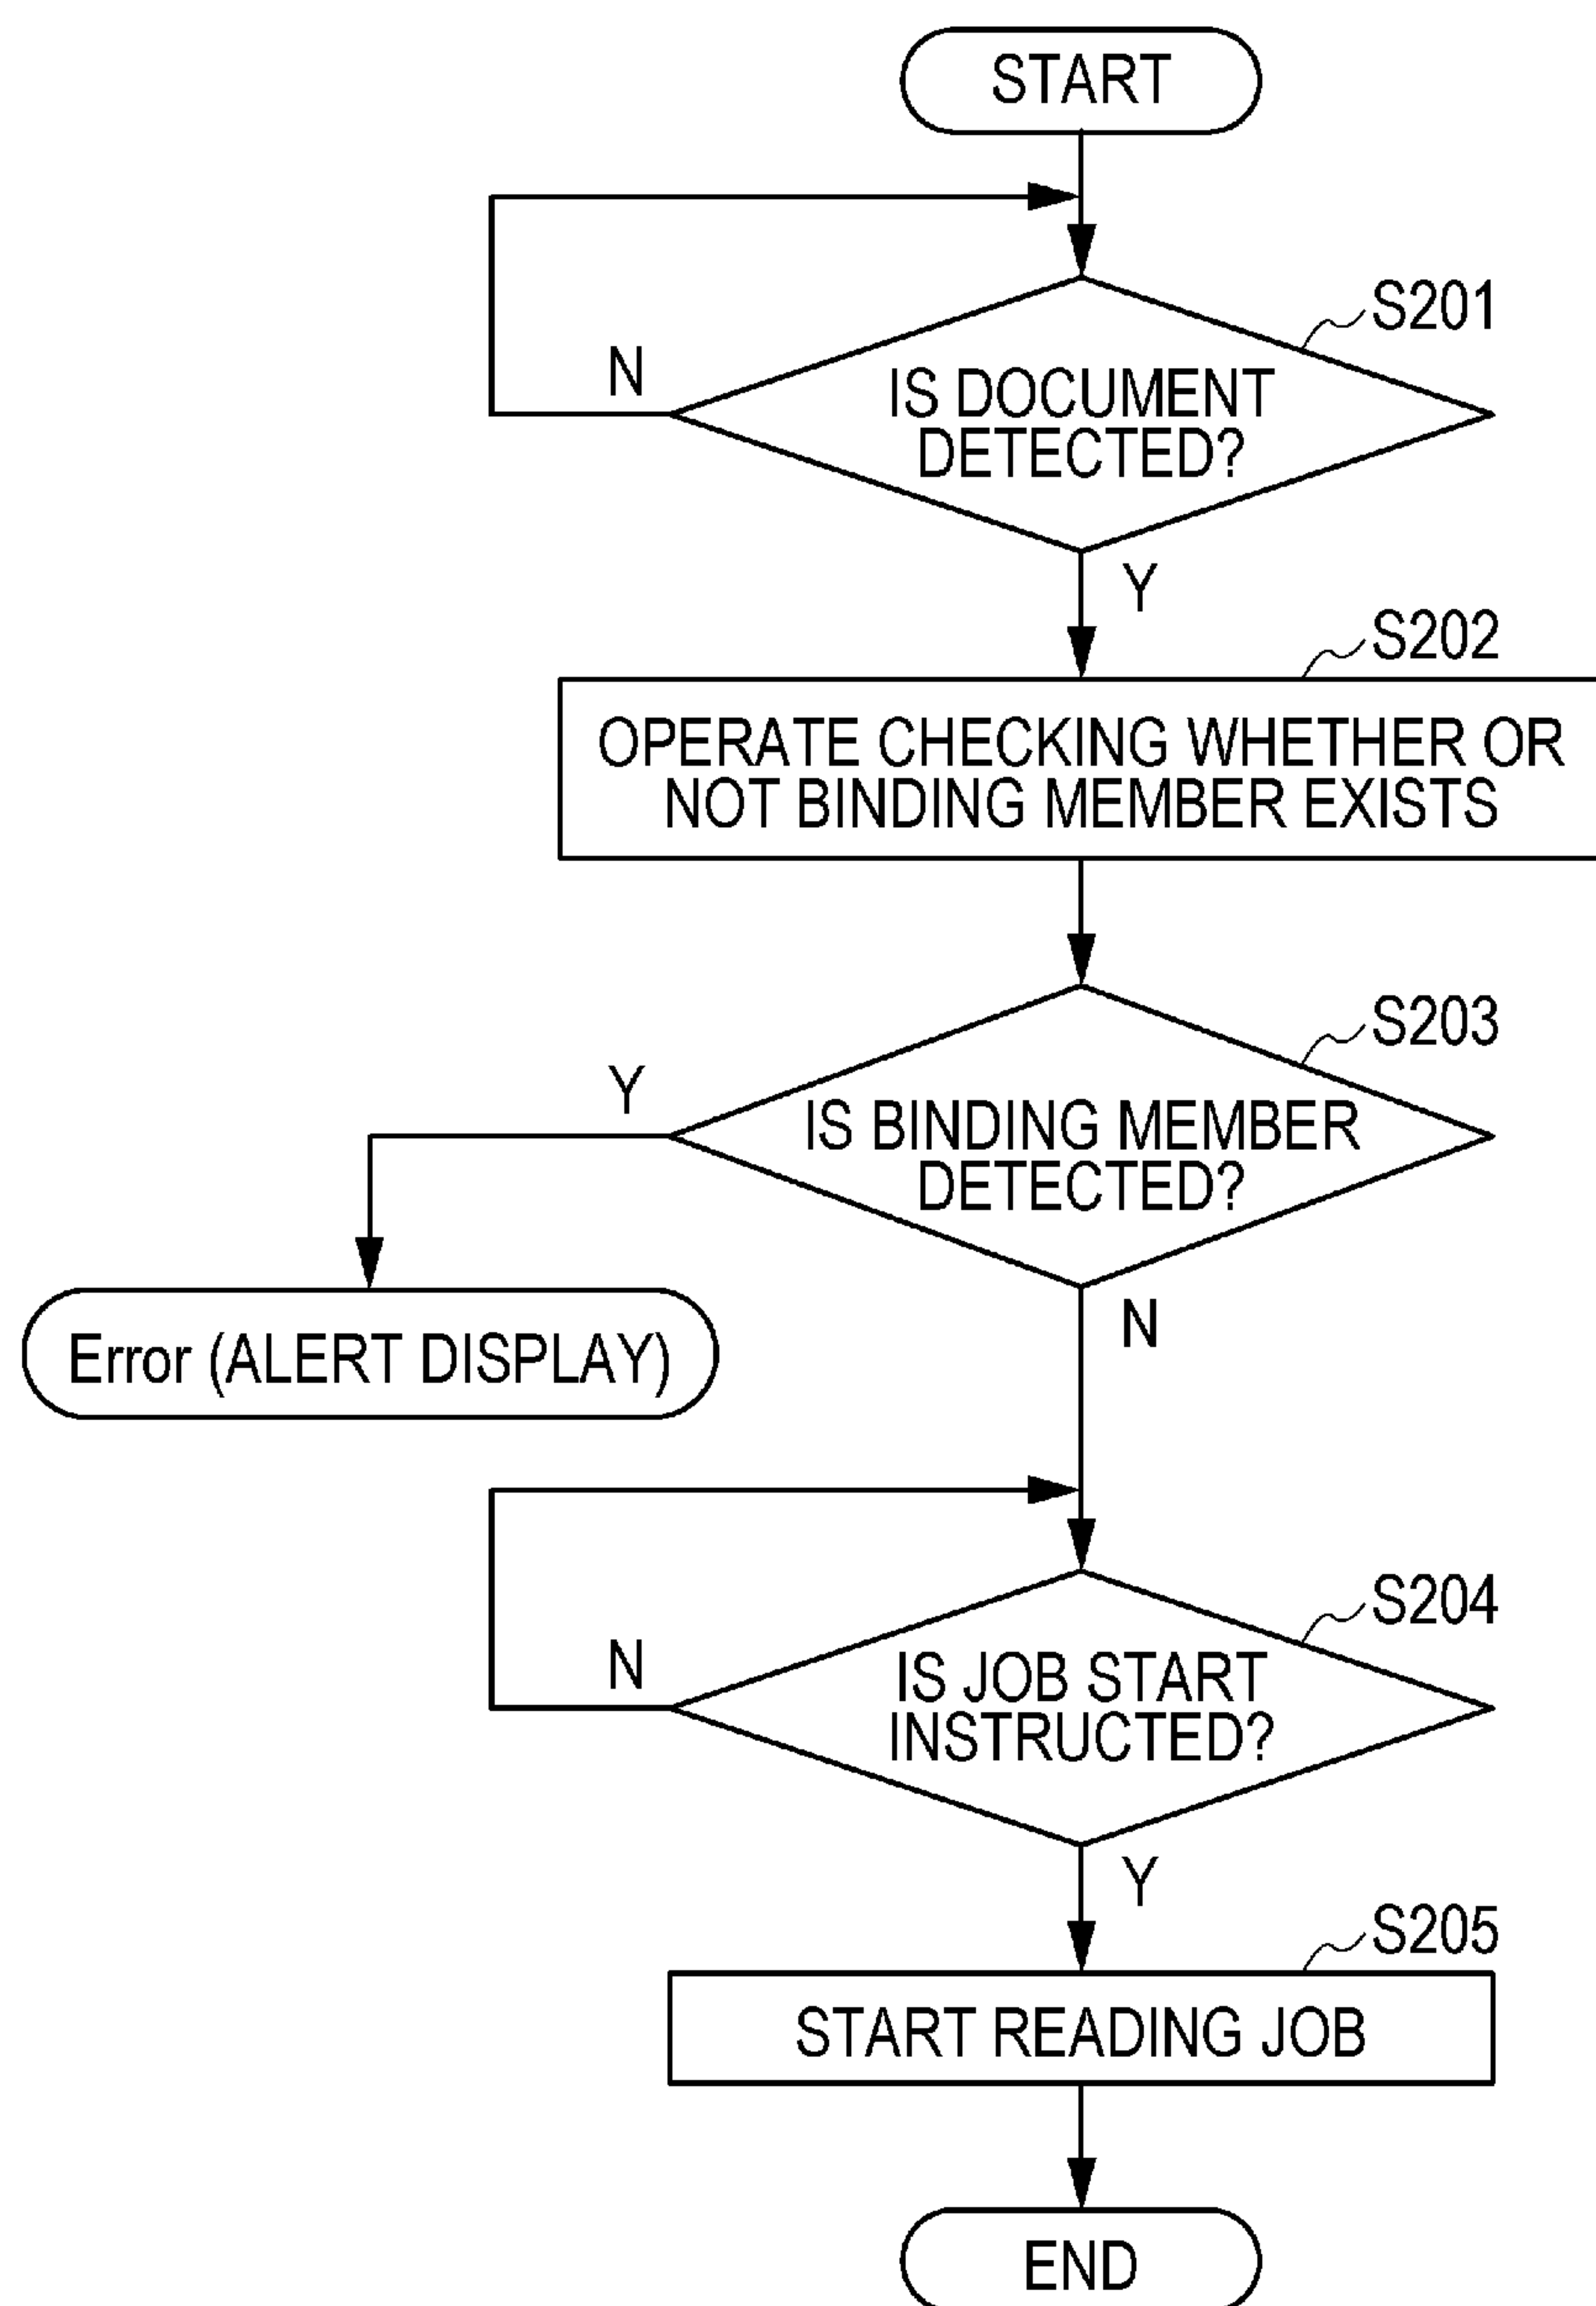 START
S201
N
IS DOCUMENT
DETECTED?
Y
S202
OPERATE CHECKING WHETHER OR
NOT BINDING MEMBER EXISTS
S203
Y
IS BINDING MEMBER
DETECTED?
N
Error (ALERT DISPLAY)
S204
N
IS JOB START
INSTRUCTED?
Y
S205
START READING JOB
END